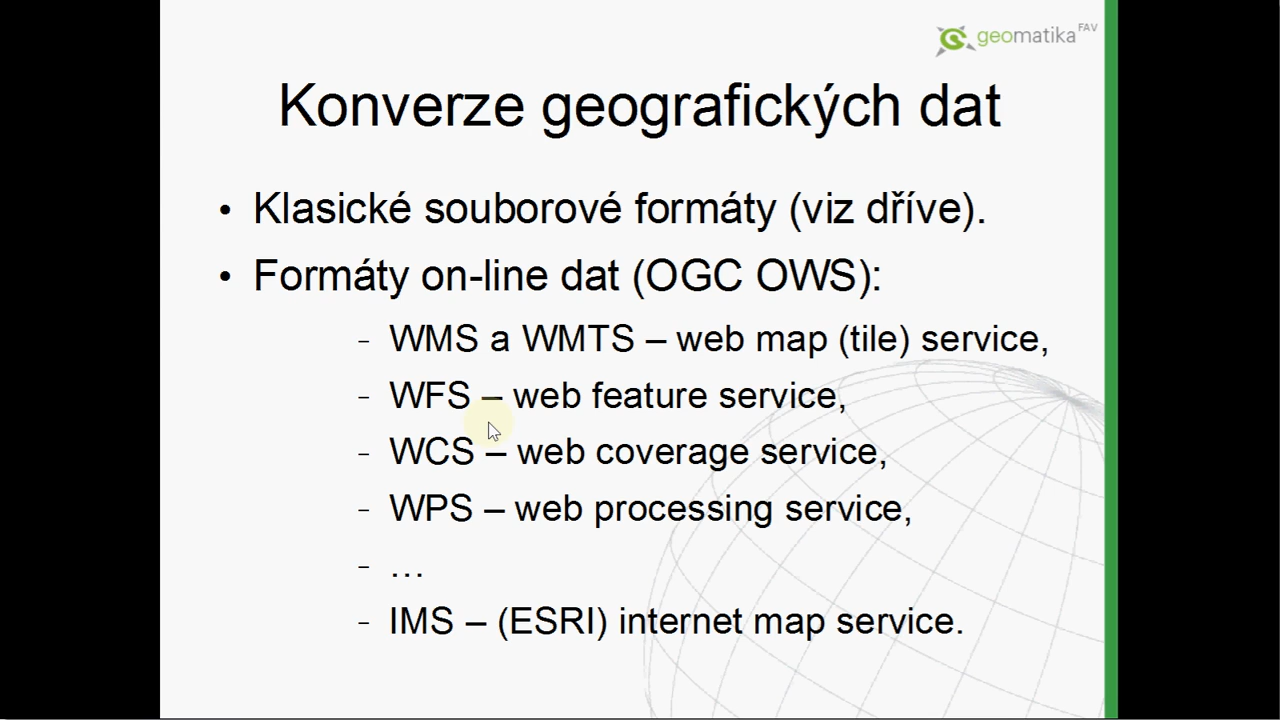 geomatika FAV
Konverze geografických dat
• Klasické souborové formáty (viz dříve).
• Formáty on-line dat (OGC OWS):
– WMS a WMTS – web map (tile) service,
– WFS – web feature service,
– WCS – web coverage service,
– WPS – web processing service,
– …
– IMS – (ESRI) internet map service.